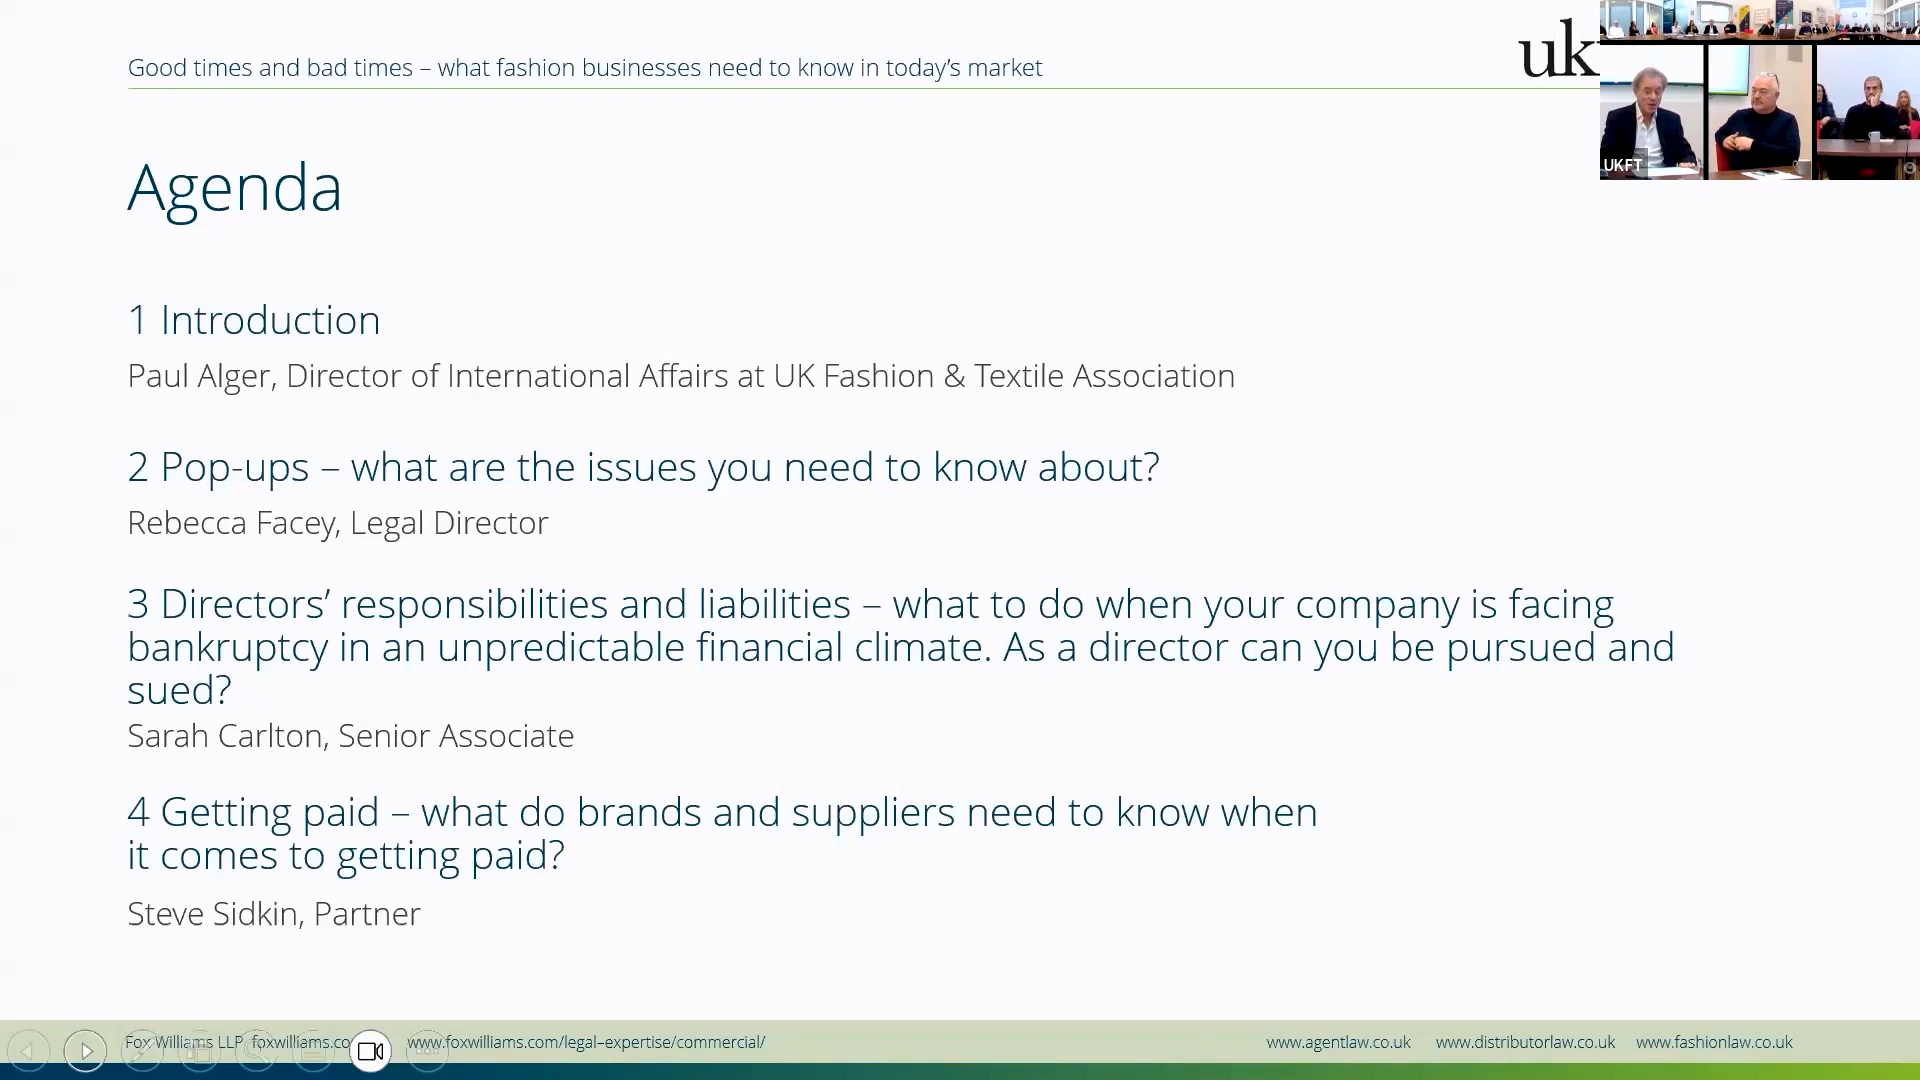 Good times and bad times – what fashion businesses need to know in today's market
uk
UKFT
Agenda
1 Introduction
Paul Alger, Director of International Affairs at UK Fashion & Textile Association
2 Pop-ups – what are the issues you need to know about?
Rebecca Facey, Legal Director
3 Directors' responsibilities and liabilities – what to do when your company is facing
bankruptcy in an unpredictable financial climate. As a director can you be pursued and
sued?
Sarah Carlton, Senior Associate
4 Getting paid – what do brands and suppliers need to know when
it comes to getting paid?
Steve Sidkin, Partner
Fox Williams LLP foxwilliams.co www.foxwilliams.com/legal-expertise/commercial/ www.agentlaw.co.uk www.distributorlaw.co.uk www.fashionlaw.co.uk